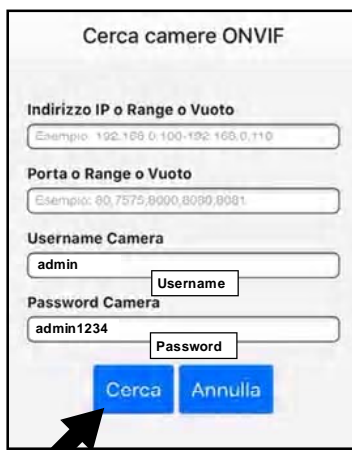 Cerca camere ONVIF
Indirizzo IP o Range o Vuoto
Esempio: 192.168.0.100-192.168.0.110
Porta o Range o Vuoto
Esempio: 80,7575,8000,8080,8081
Username Camera
admin
Username
Password Camera
admin1234
Password
Cerca Annulla